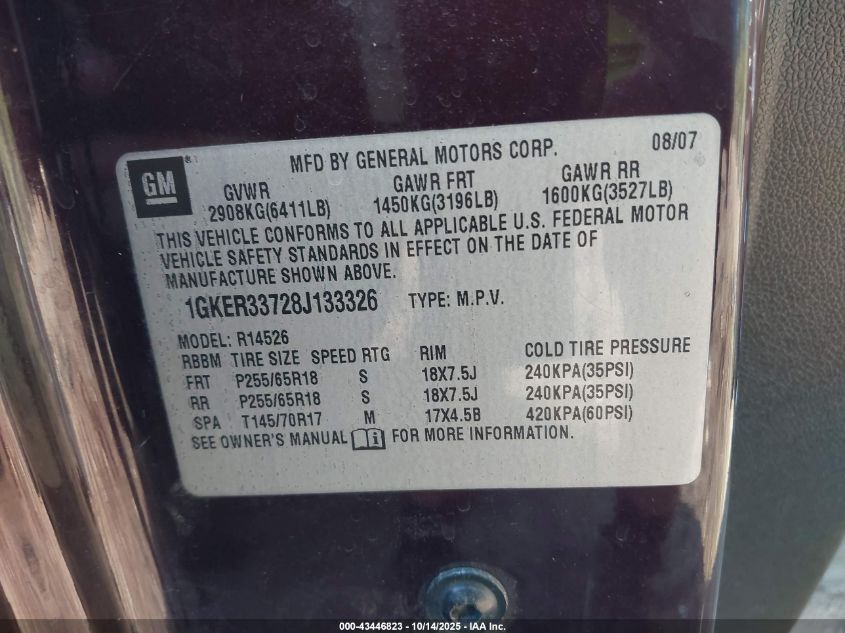 MFD BY GENERAL MOTORS CORP. 08/07
GM
GVWR GAWR FRT GAWR RR
2908KG(6411LB) 1450KG(3196LB) 1600KG(3527LB)
THIS VEHICLE CONFORMS TO ALL APPLICABLE U.S. FEDERAL MOTOR
VEHICLE SAFETY STANDARDS IN EFFECT ON THE DATE OF
MANUFACTURE SHOWN ABOVE.
1GKER33728J133326 TYPE: M.P.V.
MODEL: R14526
RBBM TIRE SIZE SPEED RTG RIM COLD TIRE PRESSURE
FRT P255/65R18 S 18X7.5J 240KPA(35PSI)
RR P255/65R18 S 18X7.5J 240KPA(35PSI)
SPA T145/70R17 M 17X4.5B 420KPA(60PSI)
SEE OWNER'S MANUAL i FOR MORE INFORMATION.
000-43446823 - 10/14/2025 - IAA Inc.